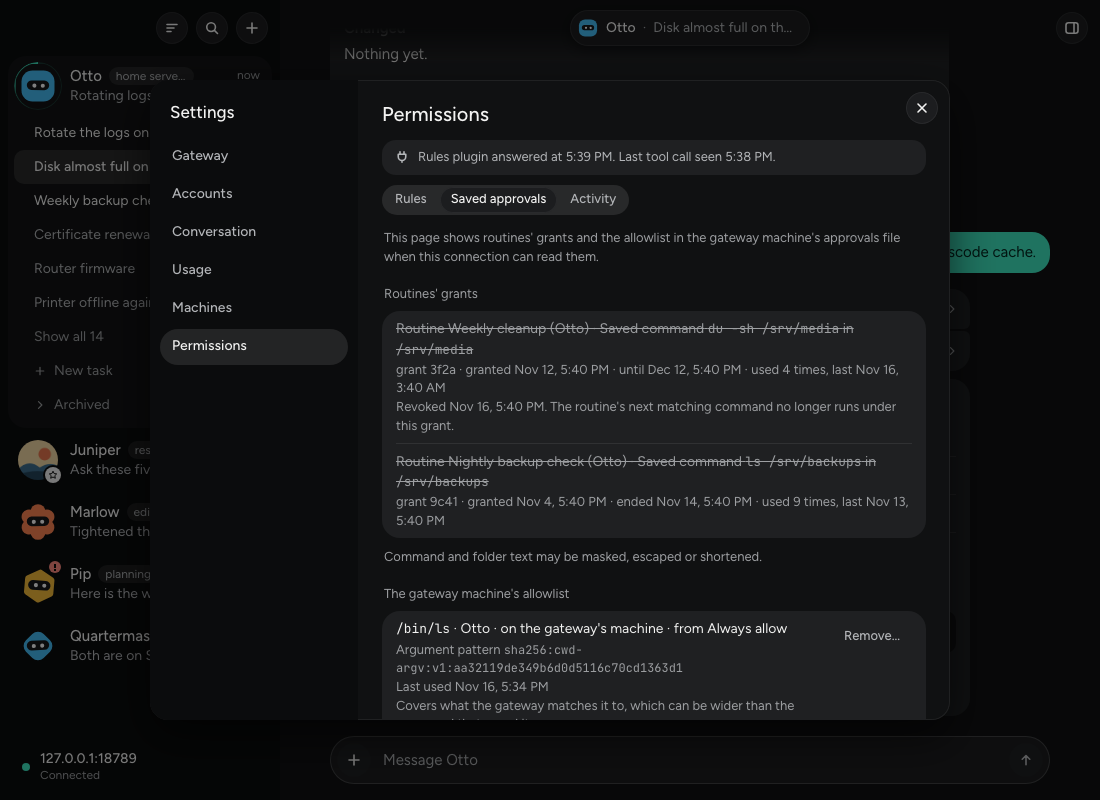 Otto · Disk almost full on th…
Nothing yet.
Otto home serve… now
Rotating logs
Rotate the logs on
Disk almost full on
Weekly backup che
Certificate renewa
Router firmware
Printer offline again
Show all 14
New task
Archived
Juniper res
Ask these fiv
Marlow edi
Tightened th
Pip planning
Here is the w
Quartermas
Both are on S
127.0.0.1:18789
Connected
Settings
Gateway
Accounts
Conversation
Usage
Machines
Permissions
Permissions
Rules plugin answered at 5:39 PM. Last tool call seen 5:38 PM.
Rules Saved approvals Activity
This page shows routines' grants and the allowlist in the gateway machine's approvals file
when this connection can read them.
Routines' grants
Routine Weekly cleanup (Otto) · Saved command du -sh /srv/media in
/srv/media
grant 3f2a · granted Nov 12, 5:40 PM · until Dec 12, 5:40 PM · used 4 times, last Nov 16,
3:40 AM
Revoked Nov 16, 5:40 PM. The routine's next matching command no longer runs under
this grant.
Routine Nightly backup check (Otto) · Saved command ls /srv/backups in
/srv/backups
grant 9c41 · granted Nov 4, 5:40 PM · ended Nov 14, 5:40 PM · used 9 times, last Nov 13,
5:40 PM
Command and folder text may be masked, escaped or shortened.
The gateway machine's allowlist
/bin/ls · Otto · on the gateway's machine · from Always allow
Remove…
Argument pattern sha256:cwd-
argv:v1:aa32119de349b6d0d5116c70cd1363d1
Last used Nov 16, 5:34 PM
Covers what the gateway matches it to, which can be wider than the
scode cache.
Message Otto